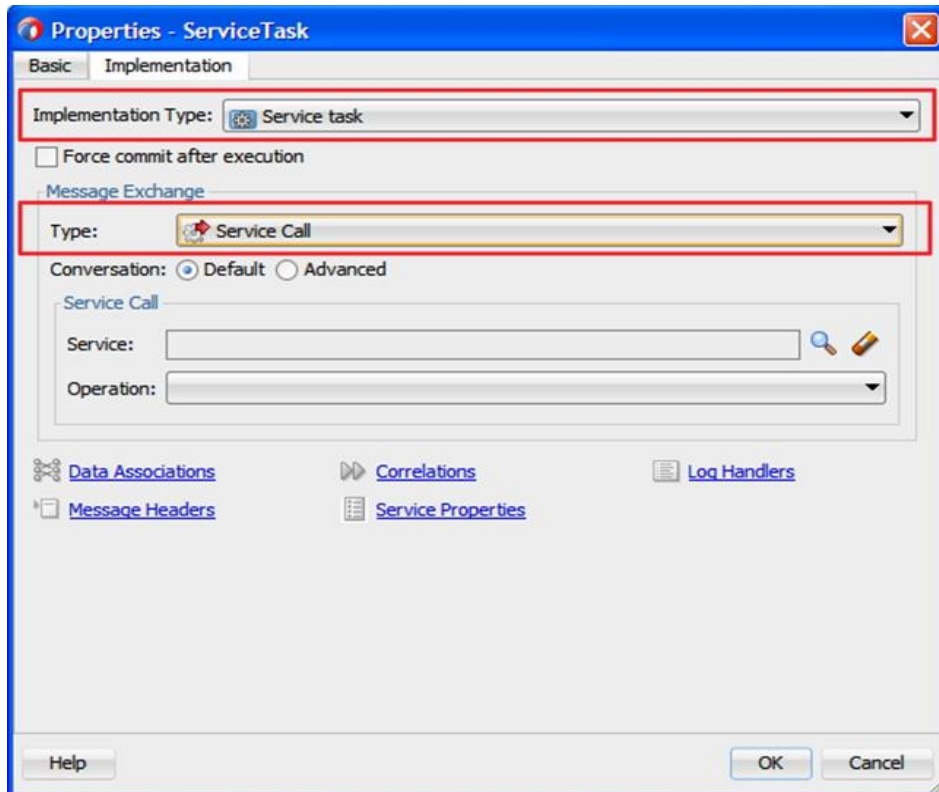 Properties - ServiceTask
Basic Implementation
Implementation Type: Service task
Force commit after execution
Message Exchange
Type: Service Call
Conversation: Default Advanced
Service Call
Service:
Operation:
Data Associations Correlations Log Handlers
Message Headers Service Properties
Help OK Cancel